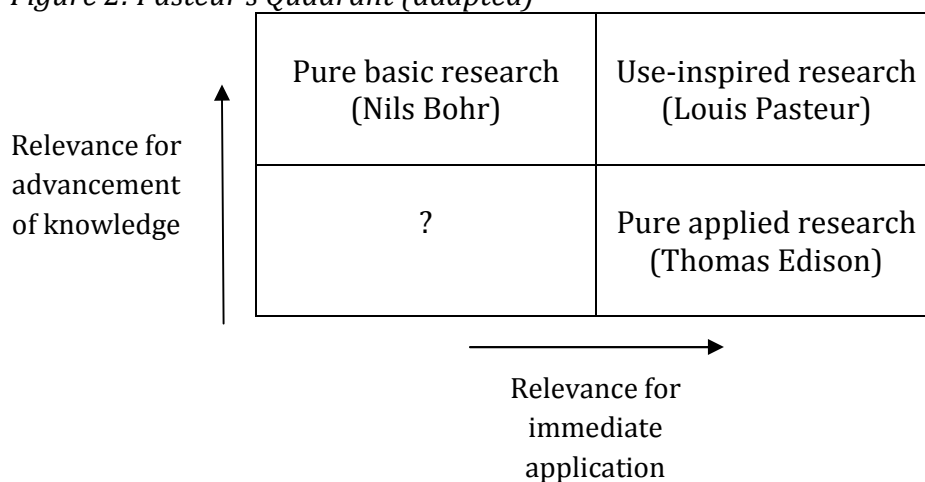 Figure 2: Pasteur's Quadrant (adapted)
Pure basic research
(Nils Bohr)
Use-inspired research
(Louis Pasteur)
Relevance for
advancement
of knowledge
?
Pure applied research
(Thomas Edison)
Relevance for
immediate
application